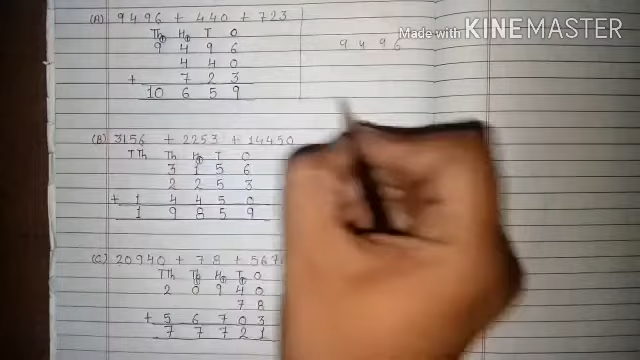 (A) 9496 + 440 + 723
Th H T O
9 4 9 6
4 4 0
+ 7 2 3
10 6 5 9
9 4 9 6
Made with KINEMASTER
(B) 3156 + 2253 + 14450
T Th Th H T O
3 1 5 6
2 2 5 3
+ 1 4 4 5 0
1 9 8 5 9
(C) 20940 + 78 + 567
TTh Th H T O
2 0 9 4 0
7 8
+ 5 6 7 0 3
7 7 7 2 1